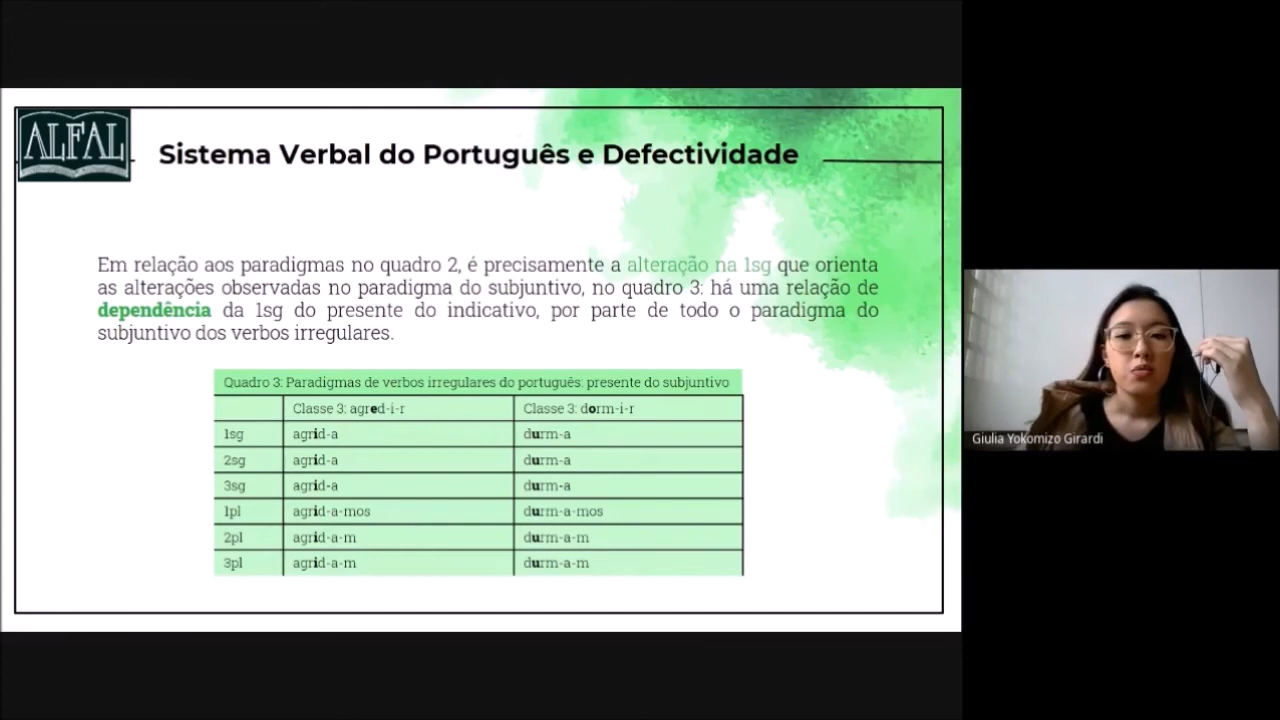 ALFAL
Sistema Verbal do Português e Defectividade
Em relação aos paradigmas no quadro 2, é precisamente a alteração na 1sg que orienta
as alterações observadas no paradigma do subjuntivo, no quadro 3: há uma relação de
dependência da 1sg do presente do indicativo, por parte de todo o paradigma do
subjuntivo dos verbos irregulares.
Quadro 3: Paradigmas de verbos irregulares do português: presente do subjuntivo
Classe 3: agred-i-r Classe 3: dorm-i-r
1sg agrid-a durm-a
2sg agrid-a durm-a
3sg agrid-a durm-a
1pl agrid-a-mos durm-a-mos
2pl agrid-a-m durm-a-m
3pl agrid-a-m durm-a-m
Giulia Yokomizo Girardi